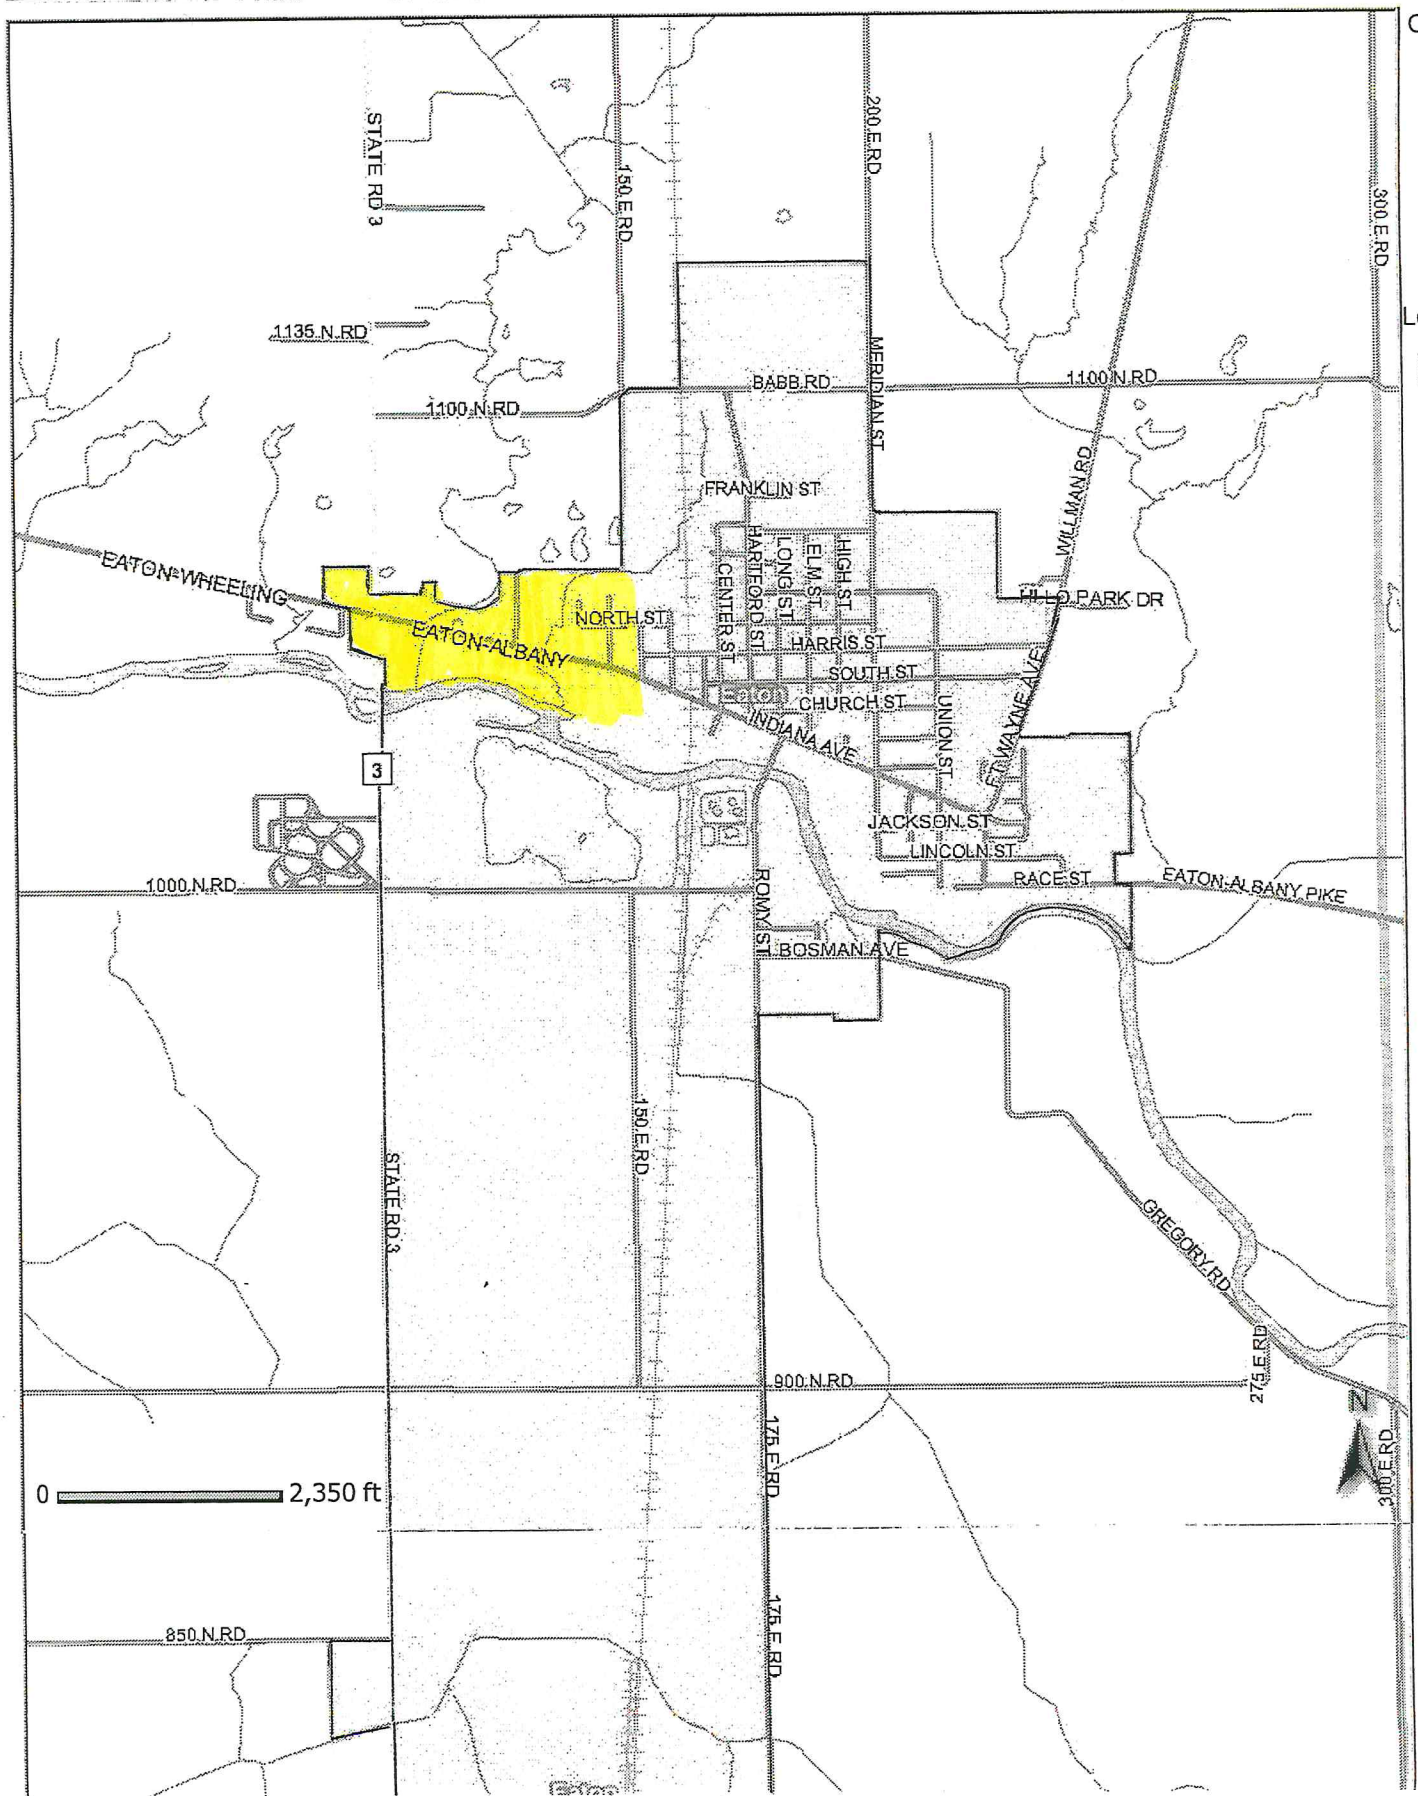 STATE RD 3
150 E RD
200 E RD
300 E RD
1135 N RD
1100 N RD
BABB RD
MERIDIAN ST
1100 N RD
WILLMAN RD
FRANKLIN ST
EATON-WHEELING
EATON-ALBANY
NORTH ST
CENTER ST
HARTFORD ST
LONG ST
ELM ST
HIGH ST
HARRIS ST
SOUTH ST
Eaton
CHURCH ST
INDIANA AVE
UNION ST
FT WAYNE AVE
3
JACKSON ST
LINCOLN ST
RACE ST
EATON-ALBANY PIKE
1000 N RD
ROMY ST
BOSMAN AVE
150 E RD
STATE RD 3
GREGORY RD
275 E RD
900 N RD
N
300 E RD
175 E RD
0
2,350 ft
175 E RD
850 N RD
Eaton